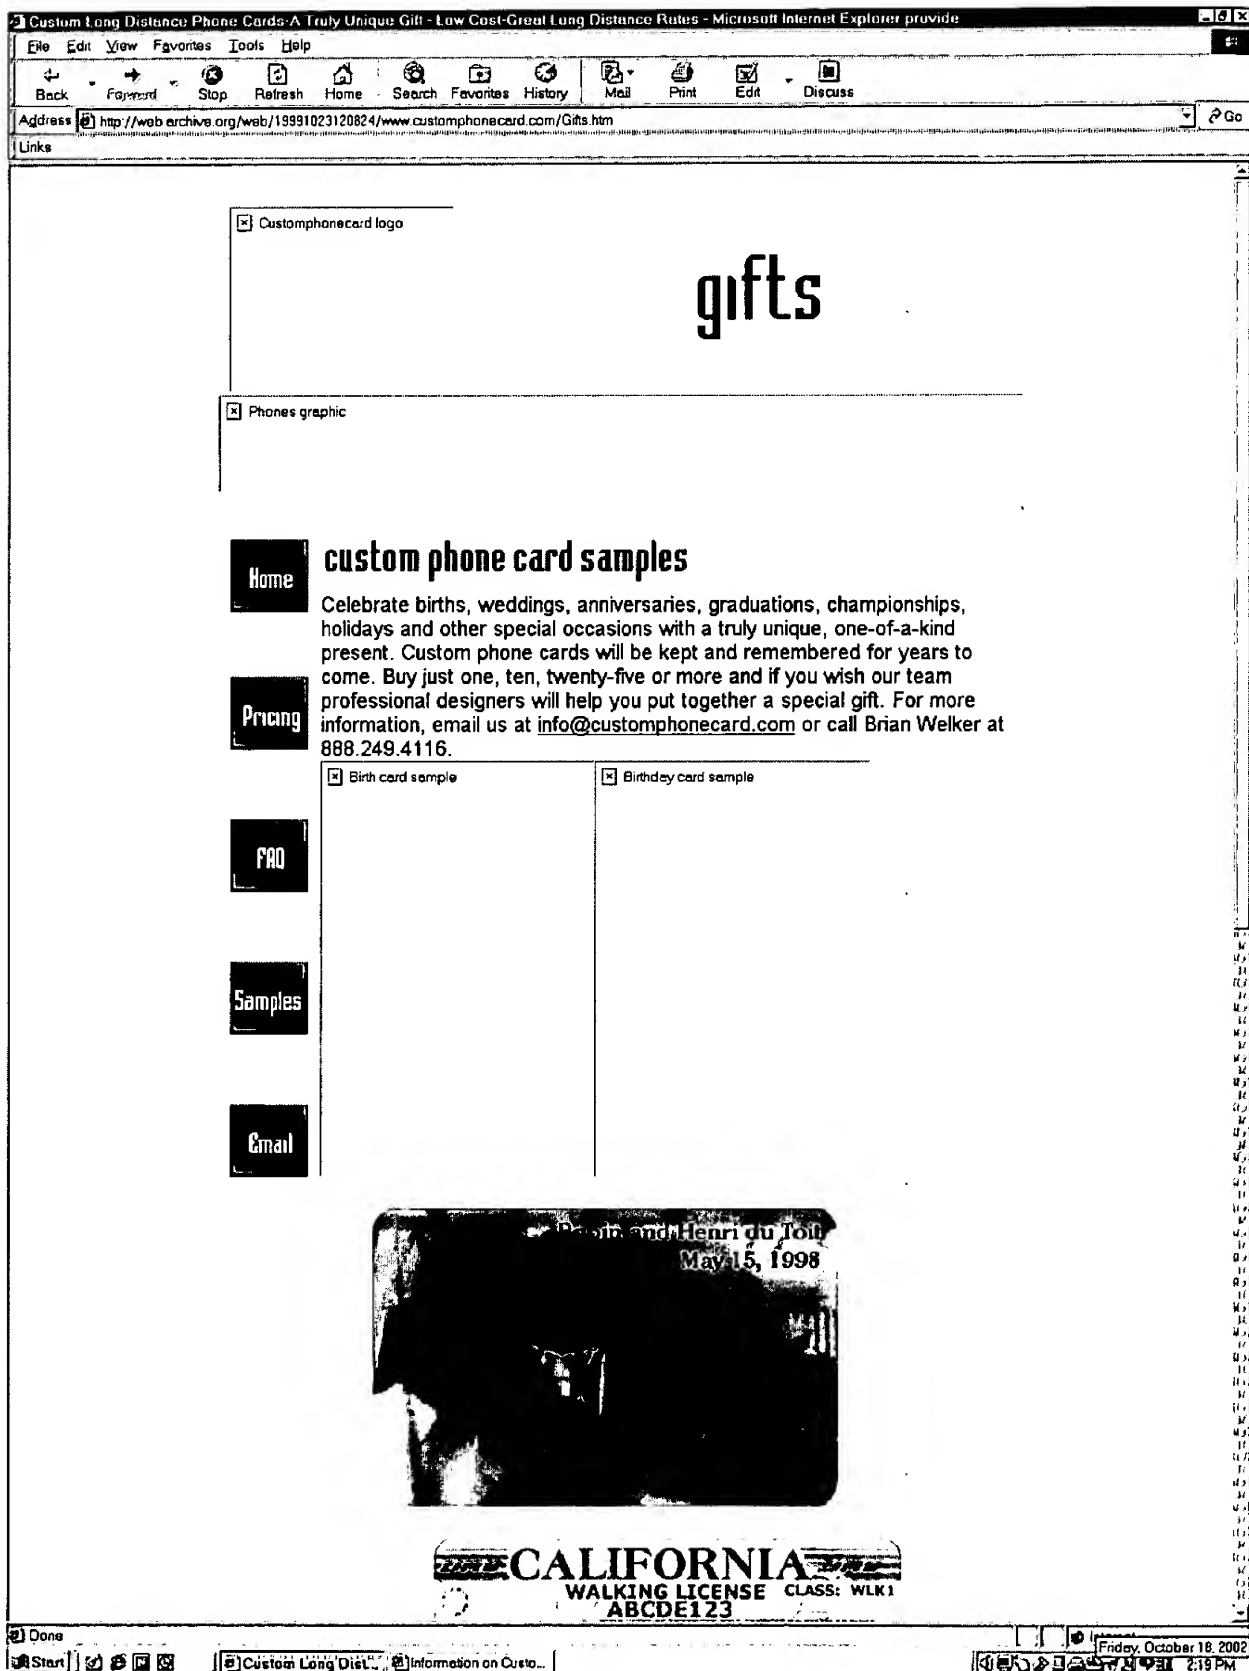 Custom Long Distance Phone Cards-A Truly Unique Gift - Low Cost-Great Long Distance Rates - Microsoft Internet Explorer provide
File Edit View Favorites Tools Help
Back Forward Stop Refresh Home Search Favorites History Mail Print Edit Discuss
Address http://web.archive.org/web/19991023120824/www.customphonecard.com/Gifts.htm Go
Links
Customphonecard logo
gifts
Phones graphic
Home
custom phone card samples
Celebrate births, weddings, anniversaries, graduations, championships,
holidays and other special occasions with a truly unique, one-of-a-kind
present. Custom phone cards will be kept and remembered for years to
come. Buy just one, ten, twenty-five or more and if you wish our team
professional designers will help you put together a special gift. For more
information, email us at info@customphonecard.com or call Brian Welker at
888.249.4116.
Pricing
Birth card sample
Birthday card sample
FAQ
Samples
Email
Robin and Henri du Toit
May 15, 1998
CALIFORNIA
WALKING LICENSE CLASS: WLK1
ABCDE123
Done
Friday, October 18, 2002
Start Custom Long Dist... Information on Custo... 2:19 PM